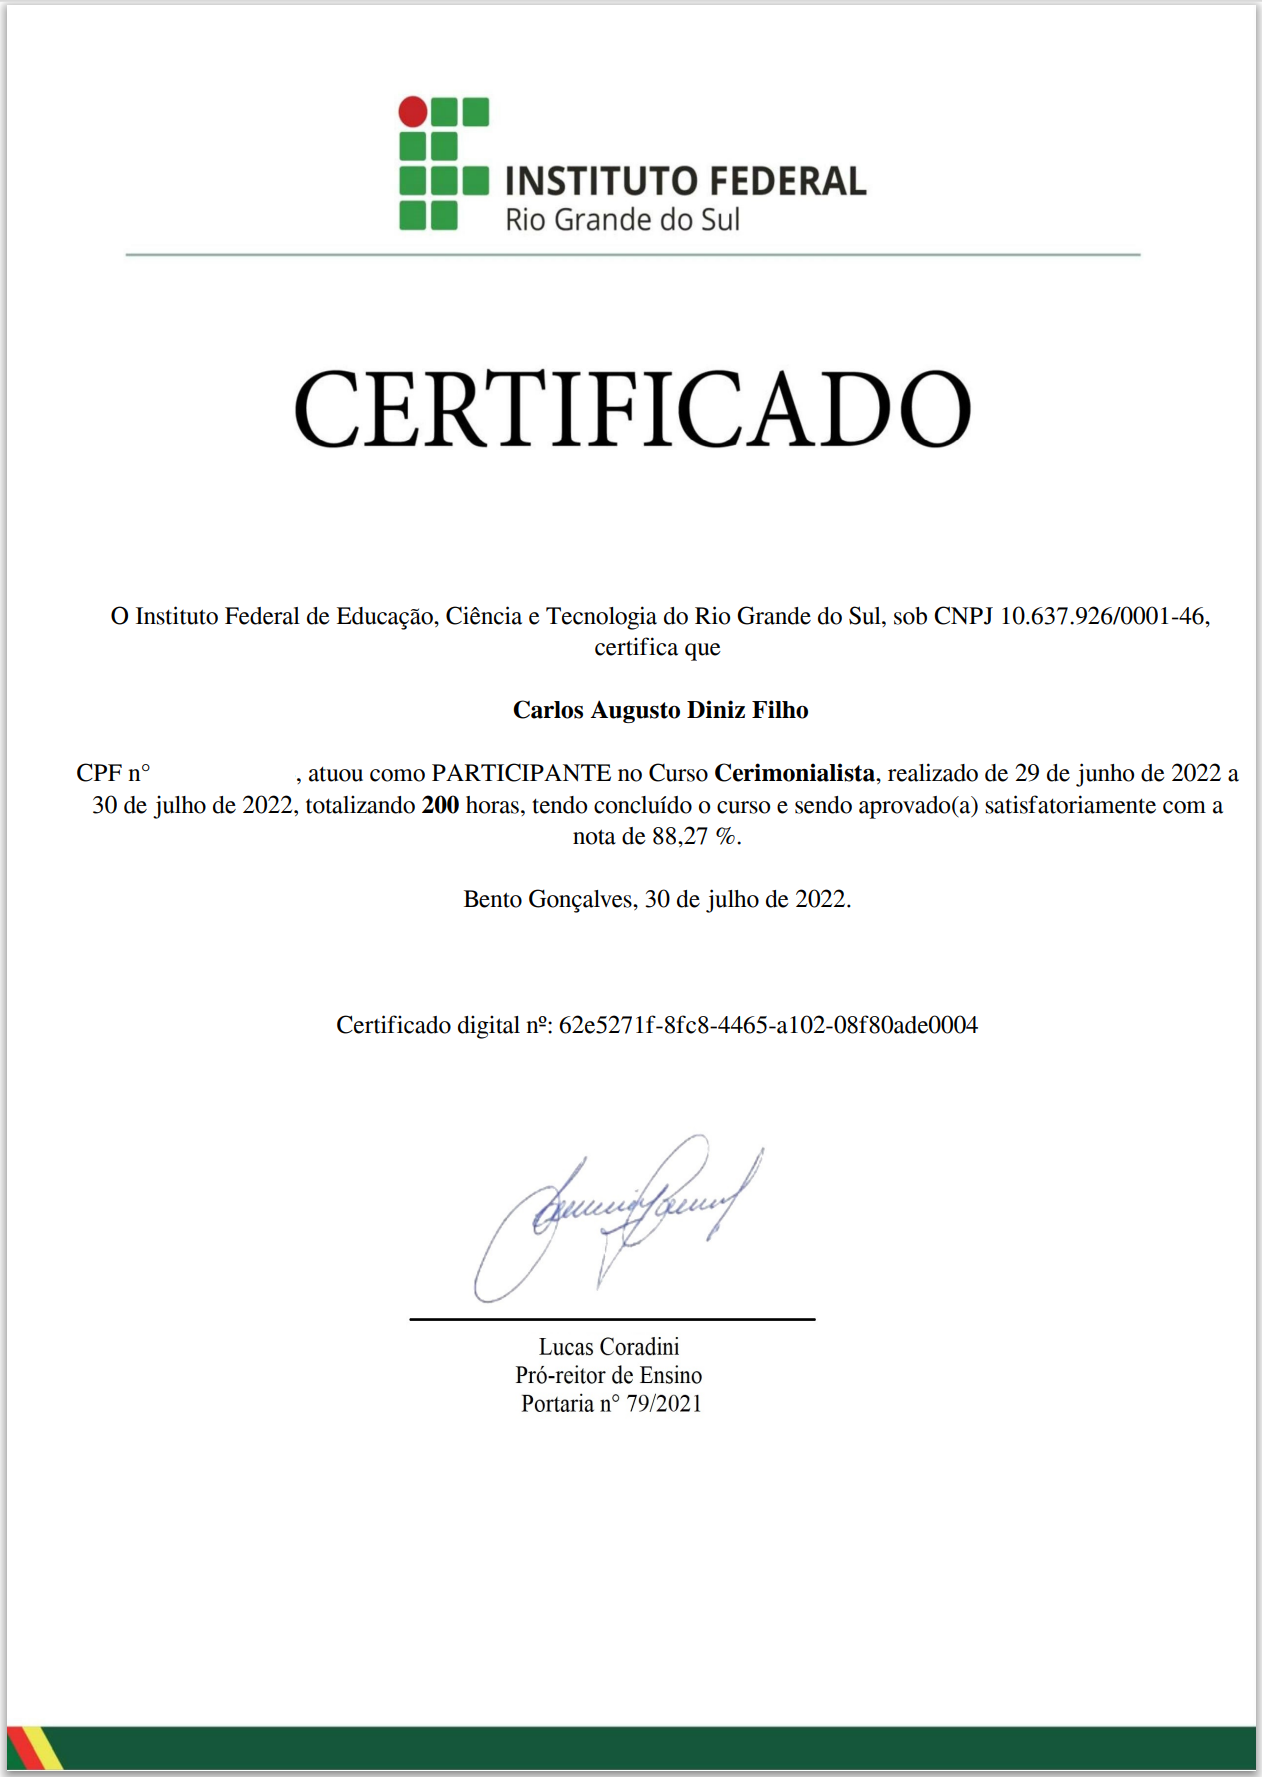 INSTITUTO FEDERAL
Rio Grande do Sul
CERTIFICADO
O Instituto Federal de Educação, Ciência e Tecnologia do Rio Grande do Sul, sob CNPJ 10.637.926/0001-46,
certifica que
Carlos Augusto Diniz Filho
CPF n° , atuou como PARTICIPANTE no Curso Cerimonialista, realizado de 29 de junho de 2022 a
30 de julho de 2022, totalizando 200 horas, tendo concluído o curso e sendo aprovado(a) satisfatoriamente com a
nota de 88,27 %.
Bento Gonçalves, 30 de julho de 2022.
Certificado digital nº: 62e5271f-8fc8-4465-a102-08f80ade0004
Lucas Coradini
Pró-reitor de Ensino
Portaria n° 79/2021